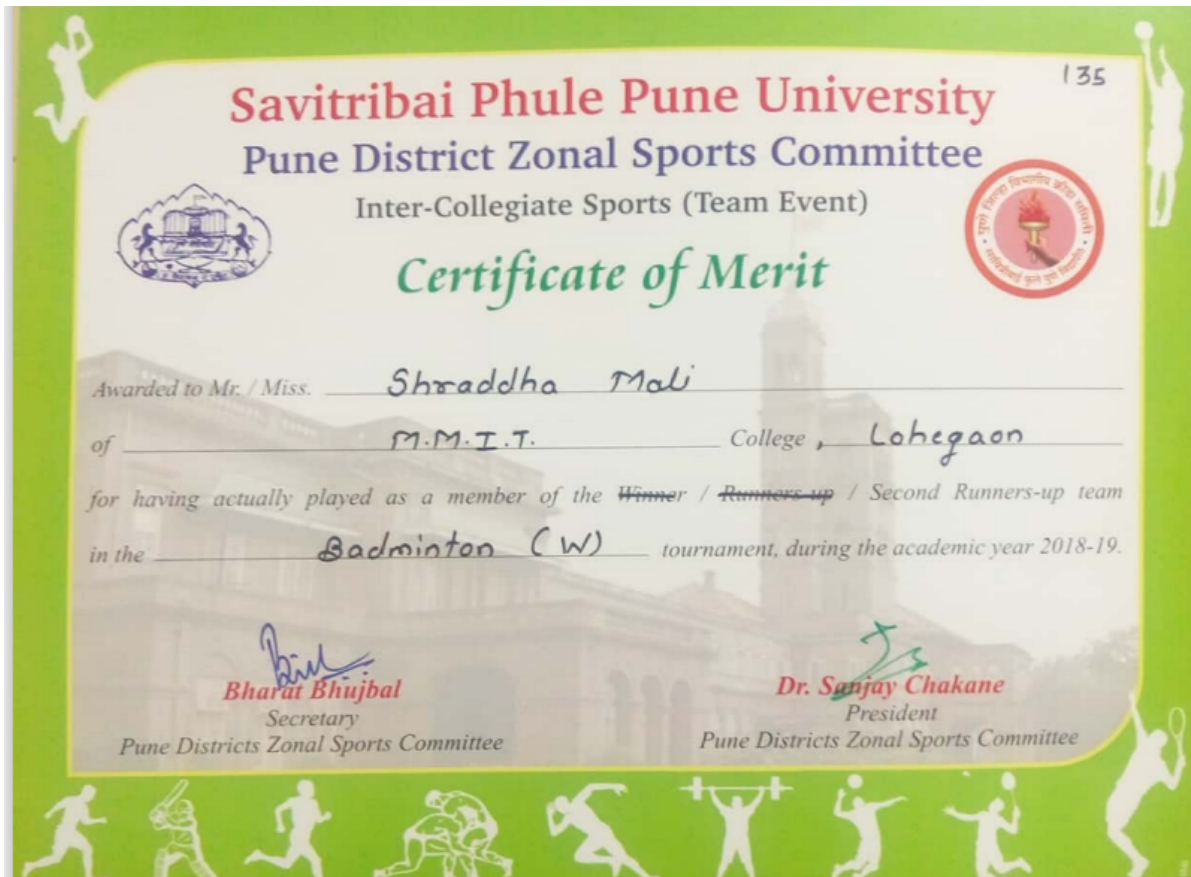 135
Savitribai Phule Pune University
Pune District Zonal Sports Committee
Inter-Collegiate Sports (Team Event)
Certificate of Merit
पुणे जिल्हा विभागीय क्रीडा समिती
सावित्रीबाई फुले पुणे विद्यापीठ
Awarded to Mr. / Miss. Shraddha Mali
of M.M.I.T. College, Lohegaon
for having actually played as a member of the Winner / Runners-up / Second Runners-up team
in the Badminton (W) tournament, during the academic year 2018-19.
Bharat Bhujbal
Secretary
Pune Districts Zonal Sports Committee
Dr. Sanjay Chakane
President
Pune Districts Zonal Sports Committee